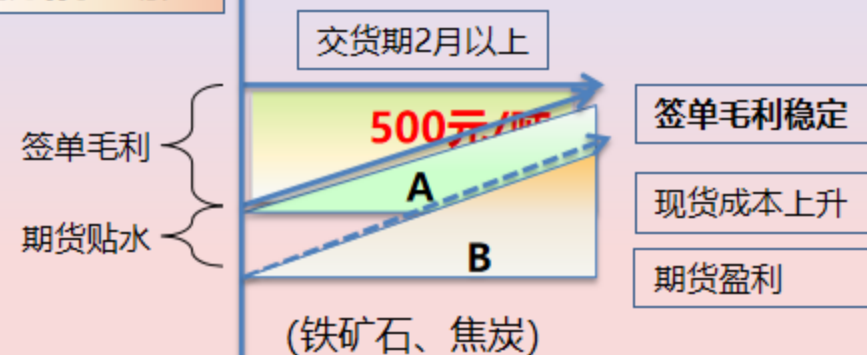 交货期2月以上
签单毛利
500元/吨
签单毛利稳定
A
期货贴水
现货成本上升
B
期货盈利
(铁矿石、焦炭)